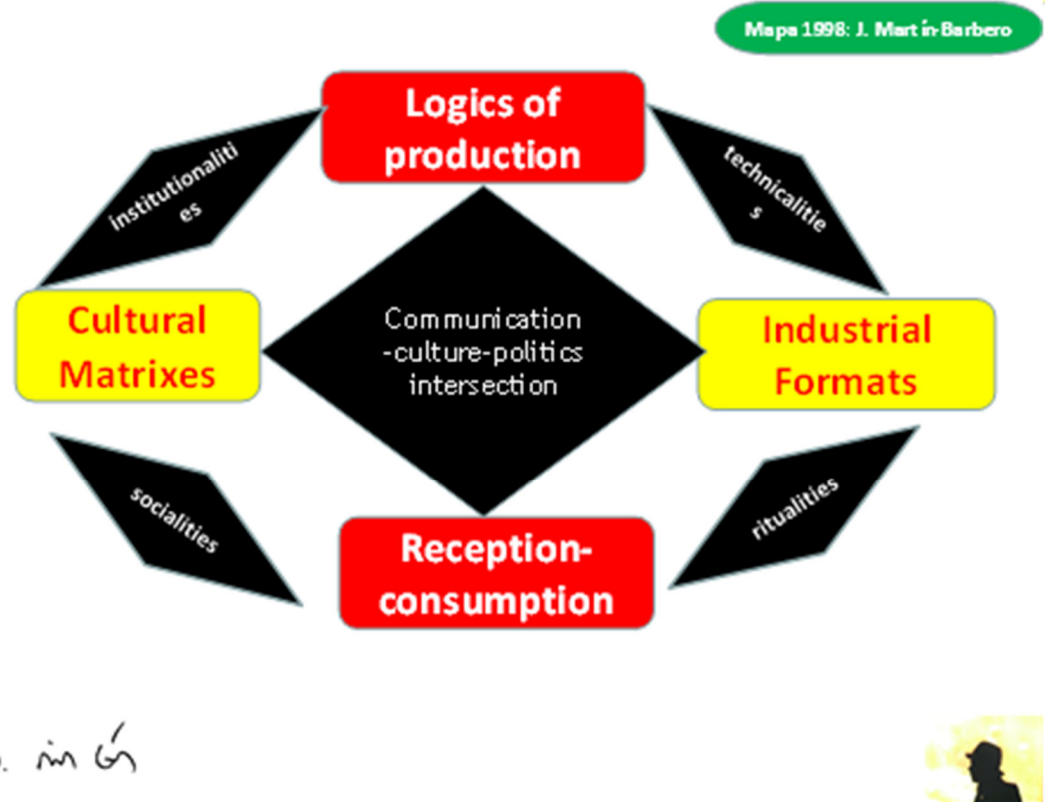 Mapa 1998: J. Martín-Barbero
Logics of
production
institutionaliti
es
technicalitie
s
Cultural
Matrixes
Communication
-culture-politics
intersection
Industrial
Formats
socialities
ritualities
Reception-
consumption